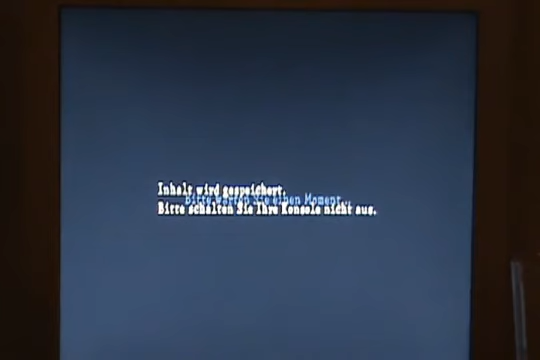 Inhalt wird gespeichert.
Bitte warten Sie einen Moment...
Bitte schalten Sie Ihre Konsole nicht aus.